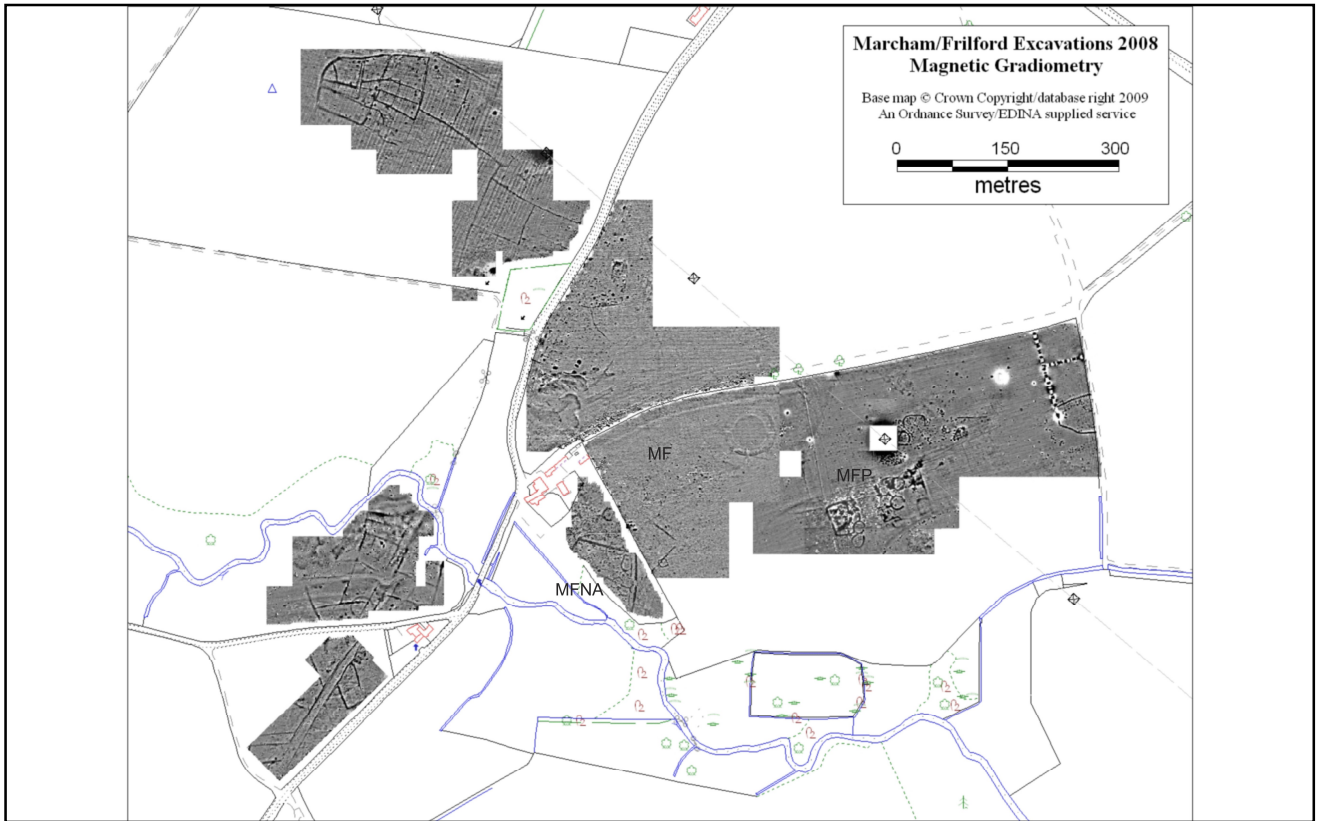 Marcham/Frilford Excavations 2008
Magnetic Gradiometry
Base map © Crown Copyright/database right 2009
An Ordnance Survey/EDINA supplied service
0 150 300
metres
MF
MFP
MFNA